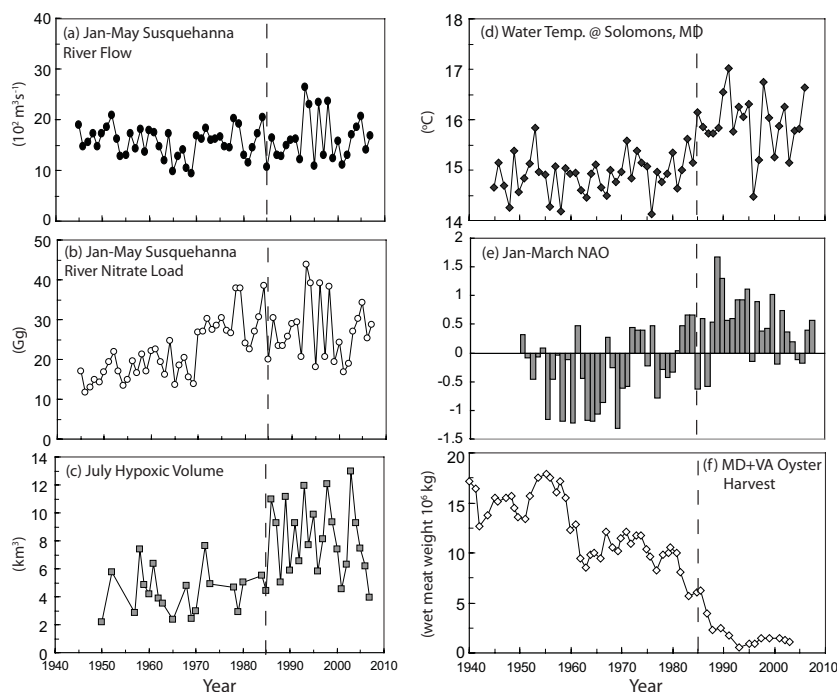 (a) Jan-May Susquehanna
River Flow
40
30
20
10
0
(10² m³s⁻¹)
(b) Jan-May Susquehanna
River Nitrate Load
50
40
30
20
10
0
(Gg)
(c) July Hypoxic Volume
14
12
10
8
6
4
2
0
(km³)
1940 1950 1960 1970 1980 1990 2000 2010
Year
(d) Water Temp. @ Solomons, MD
18
17
16
15
14
(°C)
(e) Jan-March NAO
2
1.5
1
0.5
0
-0.5
-1
-1.5
(f) MD+VA Oyster
Harvest
20
15
10
5
0
(wet meat weight 10⁶ kg)
1940 1950 1960 1970 1980 1990 2000 2010
Year